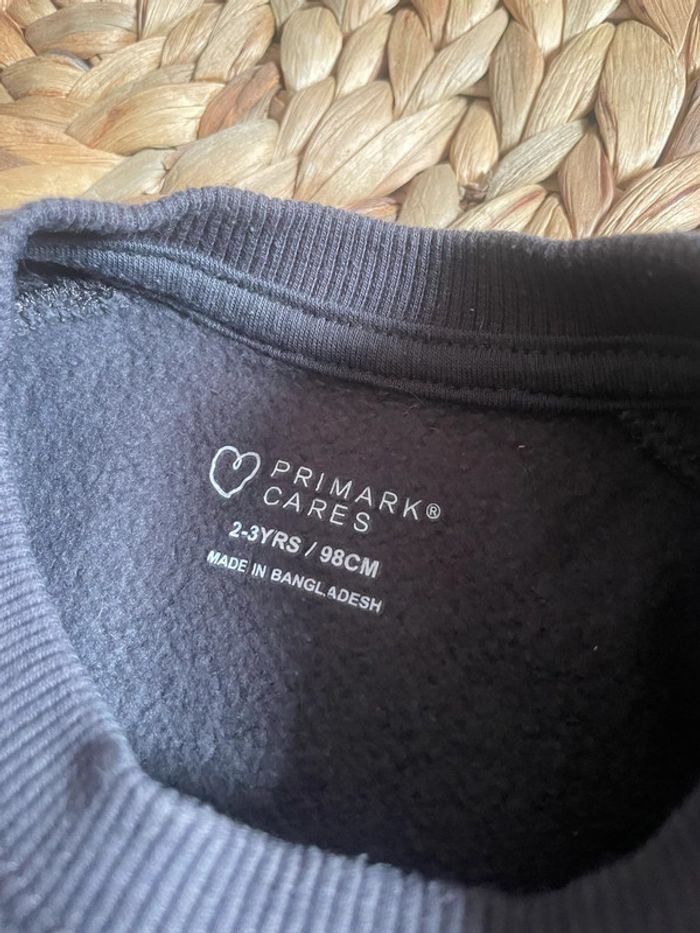 PRIMARK®
CARES
2-3YRS / 98CM
MADE IN BANGLADESH